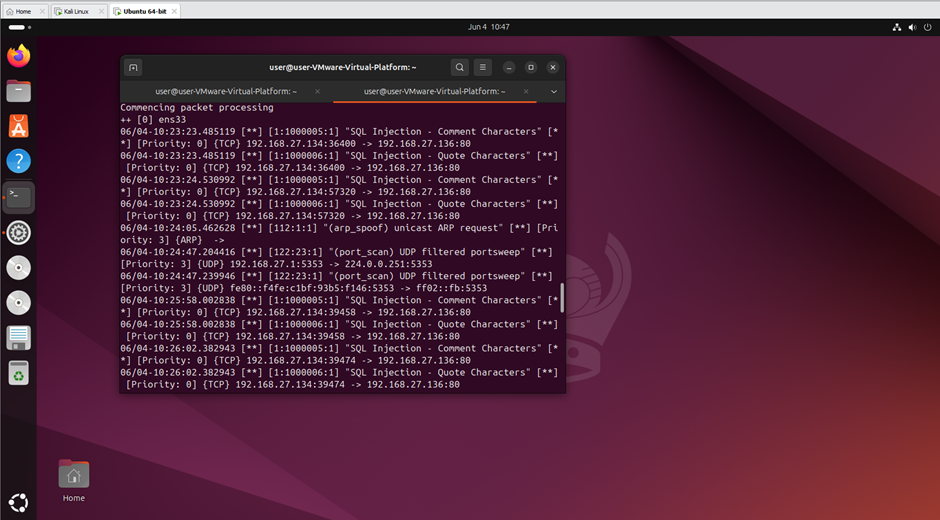 Home
Kali Linux
Ubuntu 64-bit
Jun 4 10:47
user@user-VMware-Virtual-Platform: ~
user@user-VMware-Virtual-Platform: ~
user@user-VMware-Virtual-Platform: ~
Commencing packet processing
++ [0] ens33
06/04-10:23:23.485119 [**] [1:1000005:1] "SQL Injection - Comment Characters" [*
*] [Priority: 0] {TCP} 192.168.27.134:36400 -> 192.168.27.136:80
06/04-10:23:23.485119 [**] [1:1000006:1] "SQL Injection - Quote Characters" [**]
[Priority: 0] {TCP} 192.168.27.134:36400 -> 192.168.27.136:80
06/04-10:23:24.530992 [**] [1:1000005:1] "SQL Injection - Comment Characters" [*
*] [Priority: 0] {TCP} 192.168.27.134:57320 -> 192.168.27.136:80
06/04-10:23:24.530992 [**] [1:1000006:1] "SQL Injection - Quote Characters" [**]
[Priority: 0] {TCP} 192.168.27.134:57320 -> 192.168.27.136:80
06/04-10:24:05.462628 [**] [112:1:1] "(arp_spoof) unicast ARP request" [**] [Pri
ority: 3] {ARP}  ->
06/04-10:24:47.204416 [**] [122:23:1] "(port_scan) UDP filtered portsweep" [**]
[Priority: 3] {UDP} 192.168.27.1:5353 -> 224.0.0.251:5353
06/04-10:24:47.239946 [**] [122:23:1] "(port_scan) UDP filtered portsweep" [**]
[Priority: 3] {UDP} fe80::f4fe:c1bf:93b5:f146:5353 -> ff02::fb:5353
06/04-10:25:58.002838 [**] [1:1000005:1] "SQL Injection - Comment Characters" [*
*] [Priority: 0] {TCP} 192.168.27.134:39458 -> 192.168.27.136:80
06/04-10:25:58.002838 [**] [1:1000006:1] "SQL Injection - Quote Characters" [**]
[Priority: 0] {TCP} 192.168.27.134:39458 -> 192.168.27.136:80
06/04-10:26:02.382943 [**] [1:1000005:1] "SQL Injection - Comment Characters" [*
*] [Priority: 0] {TCP} 192.168.27.134:39474 -> 192.168.27.136:80
06/04-10:26:02.382943 [**] [1:1000006:1] "SQL Injection - Quote Characters" [**]
[Priority: 0] {TCP} 192.168.27.134:39474 -> 192.168.27.136:80
Home